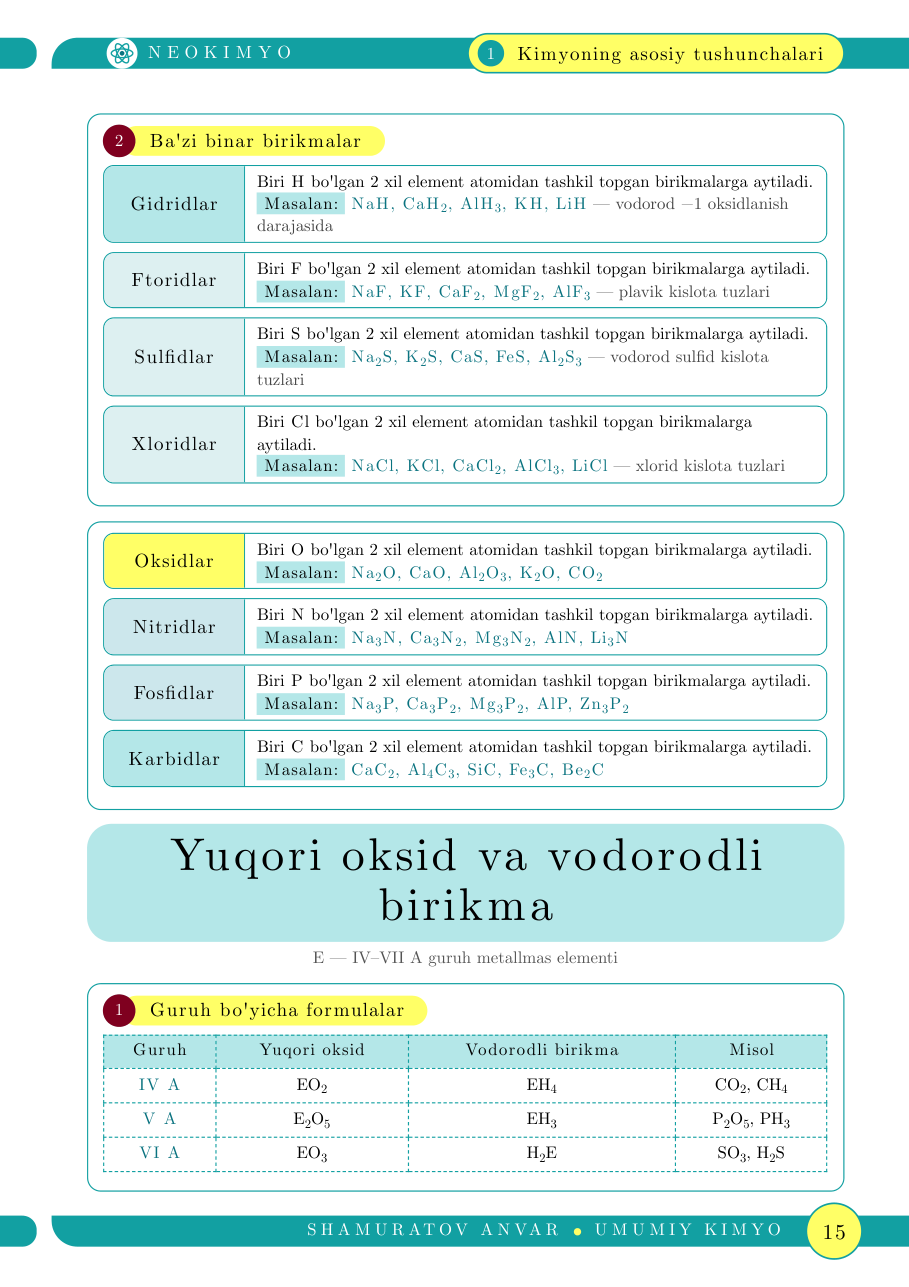 NEOKIMYO
1 Kimyoning asosiy tushunchalari
2 Ba'zi binar birikmalar
Gidridlar
Biri H bo'lgan 2 xil element atomidan tashkil topgan birikmalarga aytiladi.
Masalan: NaH, CaH₂, AlH₃, KH, LiH — vodorod −1 oksidlanish
darajasida
Ftoridlar
Biri F bo'lgan 2 xil element atomidan tashkil topgan birikmalarga aytiladi.
Masalan: NaF, KF, CaF₂, MgF₂, AlF₃ — plavik kislota tuzlari
Sulfidlar
Biri S bo'lgan 2 xil element atomidan tashkil topgan birikmalarga aytiladi.
Masalan: Na₂S, K₂S, CaS, FeS, Al₂S₃ — vodorod sulfid kislota
tuzlari
Xloridlar
Biri Cl bo'lgan 2 xil element atomidan tashkil topgan birikmalarga
aytiladi.
Masalan: NaCl, KCl, CaCl₂, AlCl₃, LiCl — xlorid kislota tuzlari
Oksidlar
Biri O bo'lgan 2 xil element atomidan tashkil topgan birikmalarga aytiladi.
Masalan: Na₂O, CaO, Al₂O₃, K₂O, CO₂
Nitridlar
Biri N bo'lgan 2 xil element atomidan tashkil topgan birikmalarga aytiladi.
Masalan: Na₃N, Ca₃N₂, Mg₃N₂, AlN, Li₃N
Fosfidlar
Biri P bo'lgan 2 xil element atomidan tashkil topgan birikmalarga aytiladi.
Masalan: Na₃P, Ca₃P₂, Mg₃P₂, AlP, Zn₃P₂
Karbidlar
Biri C bo'lgan 2 xil element atomidan tashkil topgan birikmalarga aytiladi.
Masalan: CaC₂, Al₄C₃, SiC, Fe₃C, Be₂C
Yuqori oksid va vodorodli
birikma
E — IV–VII A guruh metallmas elementi
1 Guruh bo'yicha formulalar
Guruh Yuqori oksid Vodorodli birikma Misol
IV A EO₂ EH₄ CO₂, CH₄
V A E₂O₅ EH₃ P₂O₅, PH₃
VI A EO₃ H₂E SO₃, H₂S
SHAMURATOV ANVAR • UMUMIY KIMYO 15